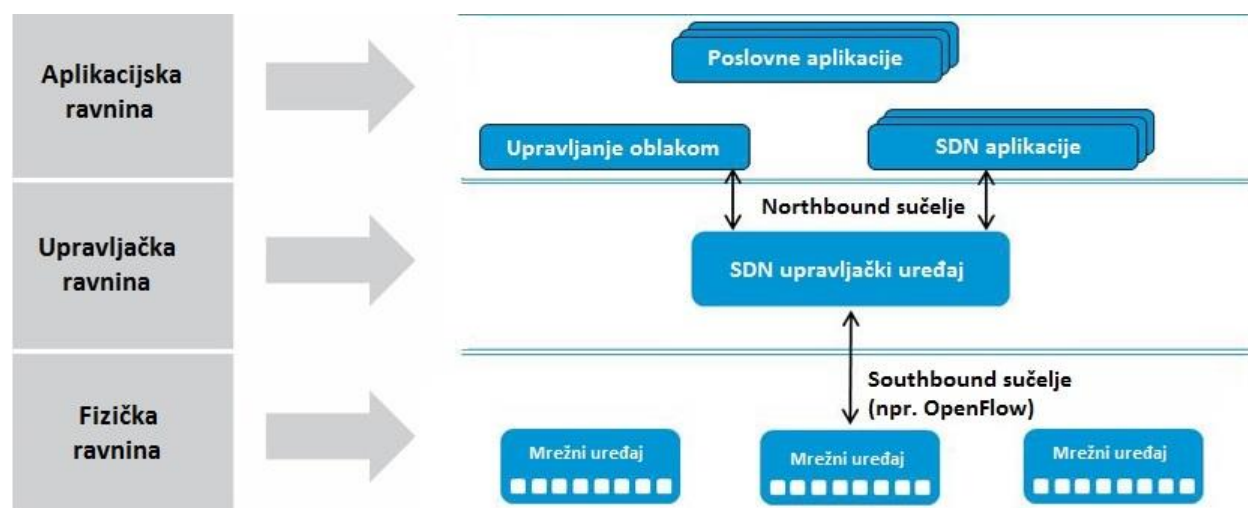 Aplikacijska
ravnina
Poslovne aplikacije
Upravljanje oblakom
SDN aplikacije
Upravljačka
ravnina
Northbound sučelje
SDN upravljački uređaj
Fizička
ravnina
Southbound sučelje
(npr. OpenFlow)
Mrežni uređaj
Mrežni uređaj
Mrežni uređaj